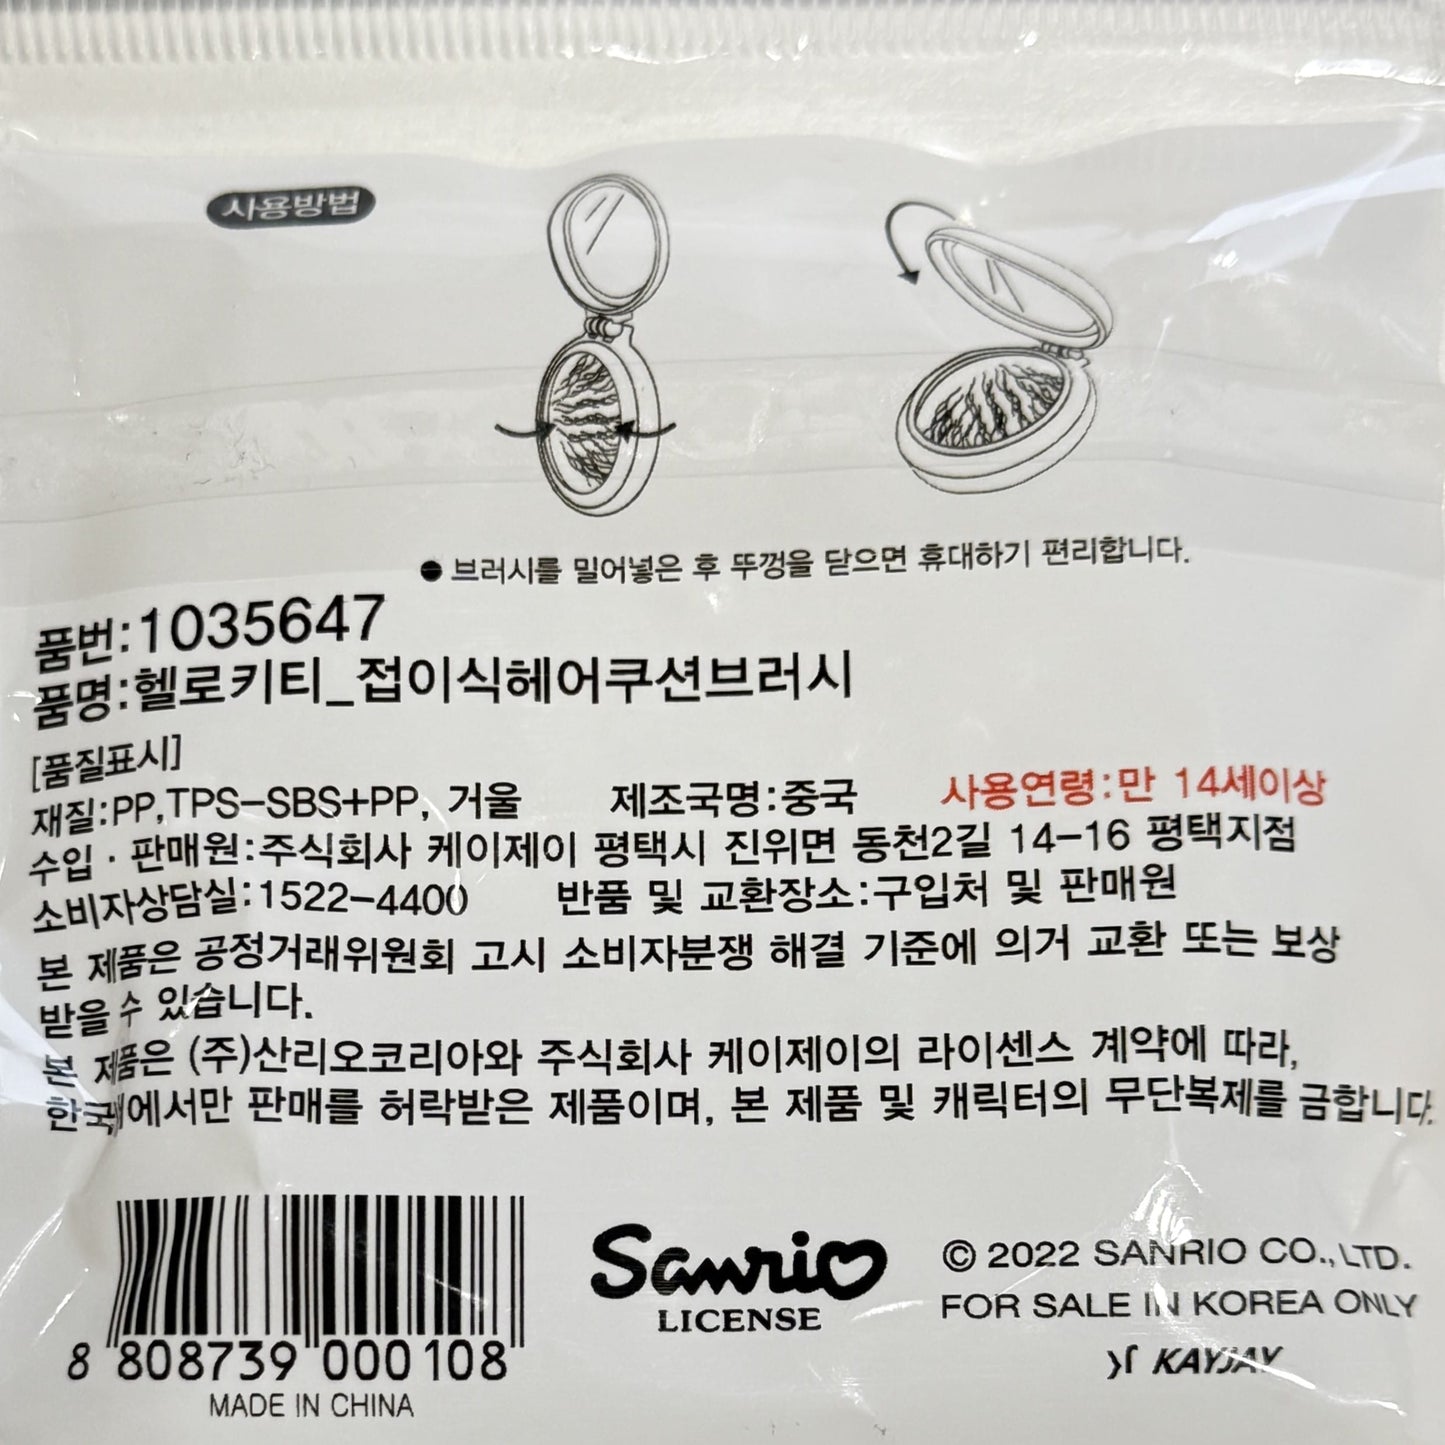 사용방법
● 브러시를 밀어넣은 후 뚜껑을 닫으면 휴대하기 편리합니다.
품번:1035647
품명:헬로키티_접이식헤어쿠션브러시
[품질표시]
재질:PP,TPS-SBS+PP, 거울 제조국명:중국 사용연령:만 14세이상
수입 · 판매원:주식회사 케이제이 평택시 진위면 동천2길 14-16 평택지점
소비자상담실:1522-4400 반품 및 교환장소:구입처 및 판매원
본 제품은 공정거래위원회 고시 소비자분쟁 해결 기준에 의거 교환 또는 보상
받을 수 있습니다.
본 제품은 (주)산리오코리아와 주식회사 케이제이의 라이센스 계약에 따라,
한국내에서만 판매를 허락받은 제품이며, 본 제품 및 캐릭터의 무단복제를 금합니다.
8 808739 000108
MADE IN CHINA
Sanrio
LICENSE
© 2022 SANRIO CO., LTD.
FOR SALE IN KOREA ONLY
KAYJAY